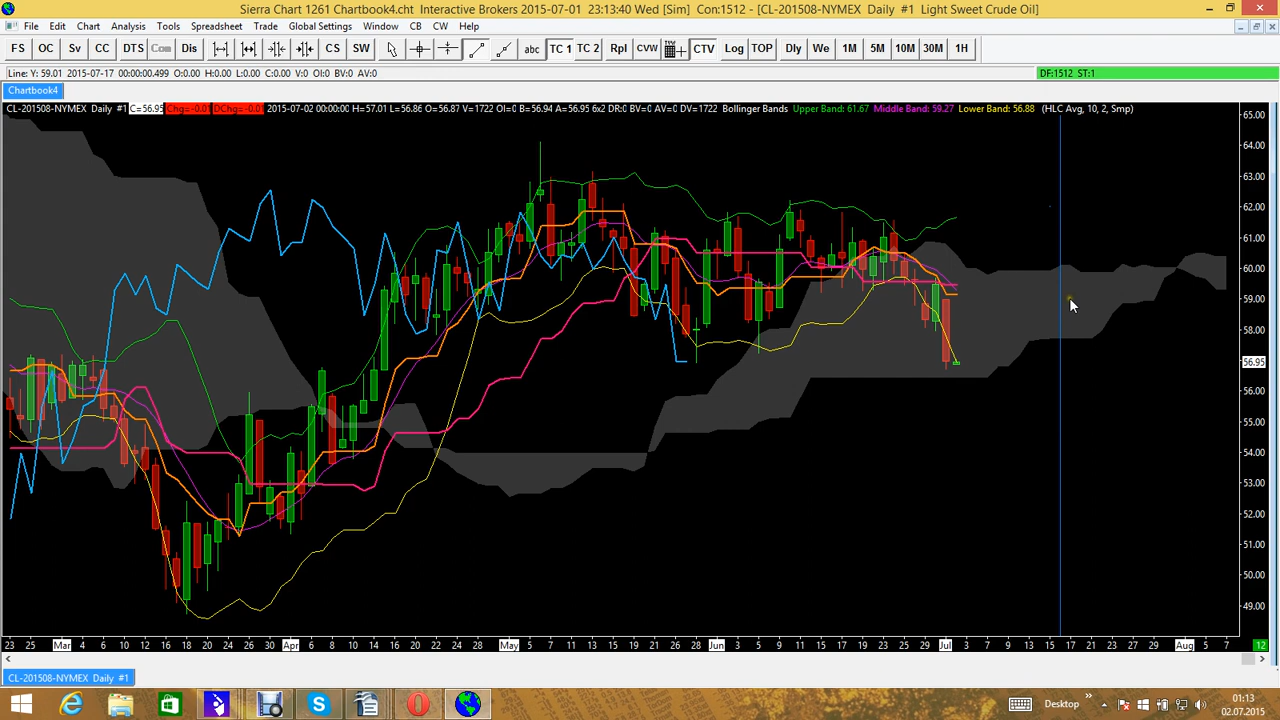 Sierra Chart 1261 Chartbook4.cht Interactive Brokers 2015-07-01 23:13:40 Wed [Sim] Con:1512 - [CL-201508-NYMEX Daily #1 Light Sweet Crude Oil]
File Edit Chart Analysis Tools Spreadsheet Trade Global Settings Window CB CW Help
FS OC Sv CC DTS Com Dis CS SW abc TC 1 TC 2 Rpl CVW CTV Log TOP Dly We 1M 5M 10M 30M 1H
Line: Y: 59.01 2015-07-17 00:00:00.499 O:0.00 H:0.00 L:0.00 C:0.00 V:0 OI:0 BV:0 AV:0 DF:1512 ST:1
Chartbook4
CL-201508-NYMEX Daily #1 C=56.95 Chg=-0.01 DChg=-0.01 2015-07-02 00:00:00 H=57.01 L=56.86 O=56.87 V=1722 OI=0 B=56.94 A=56.95 6x2 DR:0 BV=0 AV=0 DV=1722 Bollinger Bands Upper Band: 61.67 Middle Band: 59.27 Lower Band: 56.88 (HLC Avg, 10, 2, Smp)
65.00
64.00
63.00
62.00
61.00
60.00
59.00
58.00
56.95
56.00
55.00
54.00
53.00
52.00
51.00
50.00
49.00
23 25 Mar 4 6 10 12 16 18 20 24 26 30 Apr 6 8 10 14 16 20 22 24 28 30 May 5 7 11 13 15 19 21 26 28 Jun 3 5 9 11 15 17 19 23 25 29 Jul 3 7 9 13 15 17 21 23 27 29 Aug 4 7 12
CL-201508-NYMEX Daily #1
Desktop
01:13
02.07.2015